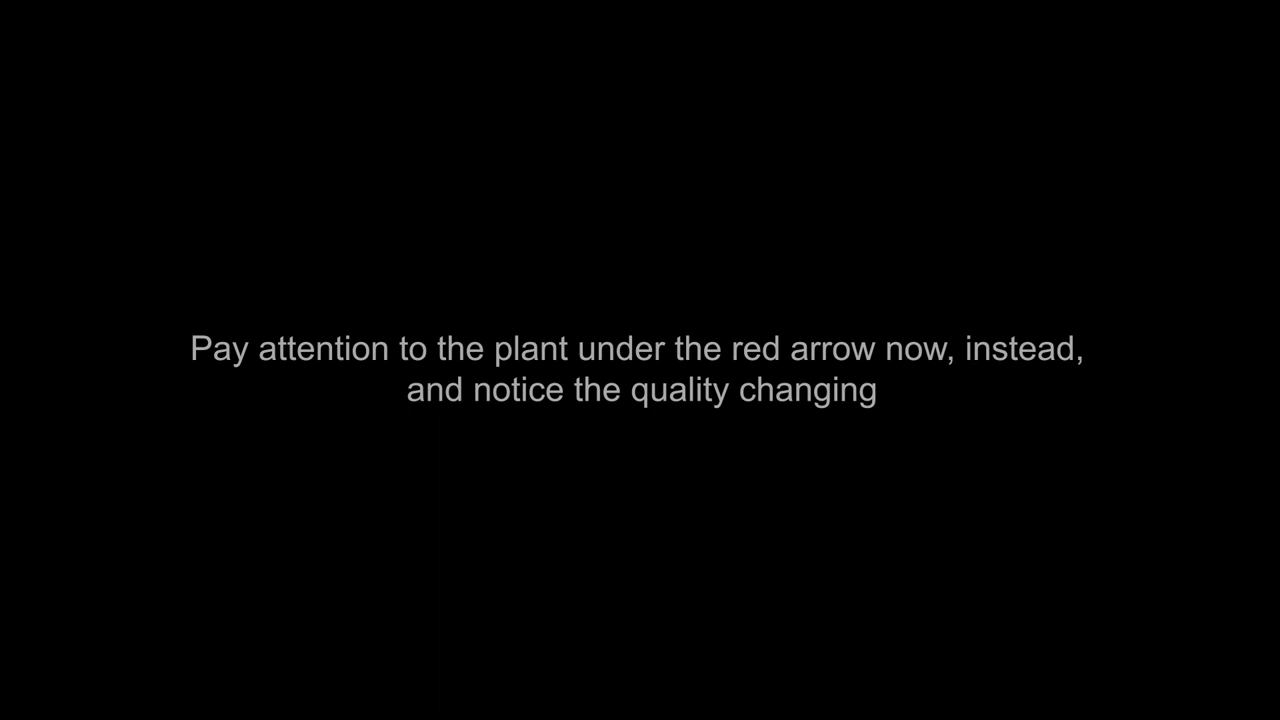 Pay attention to the plant under the red arrow now, instead,
and notice the quality changing